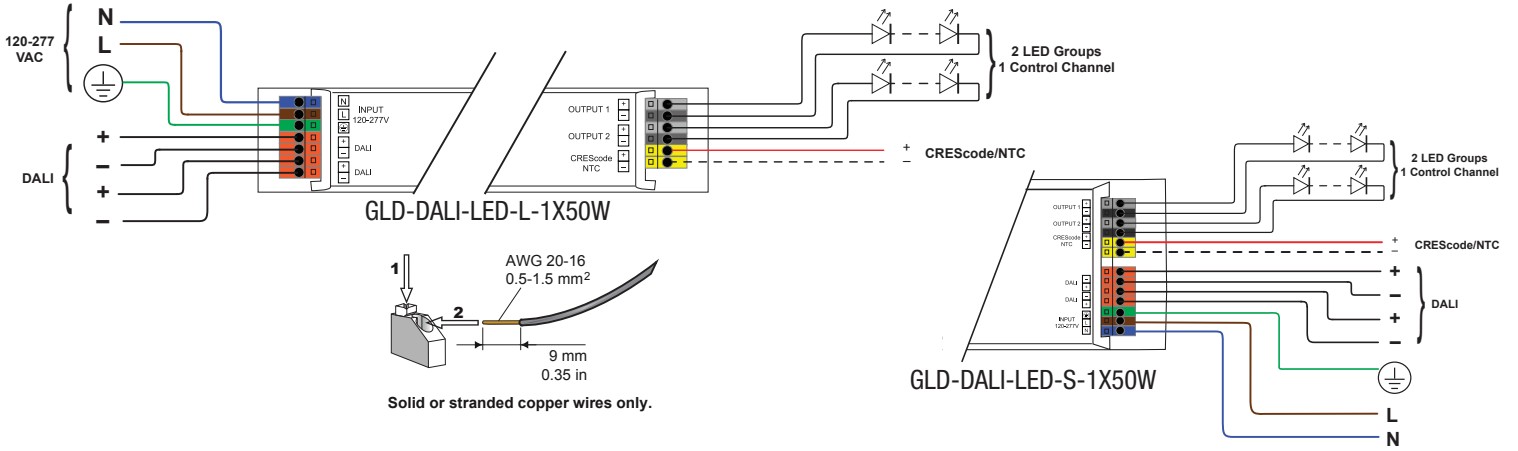 N
120-277
VAC
L
+
−
DALI
+
−
N
L
INPUT
120-277V
+
−
DALI
+
−
DALI
OUTPUT 1
+
−
OUTPUT 2
+
−
CREScode
NTC
+
−
2 LED Groups
1 Control Channel
+
−
CREScode/NTC
GLD-DALI-LED-L-1X50W
1
2
AWG 20-16
0.5-1.5 mm²
9 mm
0.35 in
Solid or stranded copper wires only.
OUTPUT 1
+
−
OUTPUT 2
+
−
CREScode
NTC
+
−
DALI
−
+
DALI
−
+
INPUT
120-277V
L
N
2 LED Groups
1 Control Channel
+
−
CREScode/NTC
+
−
DALI
+
−
L
N
GLD-DALI-LED-S-1X50W